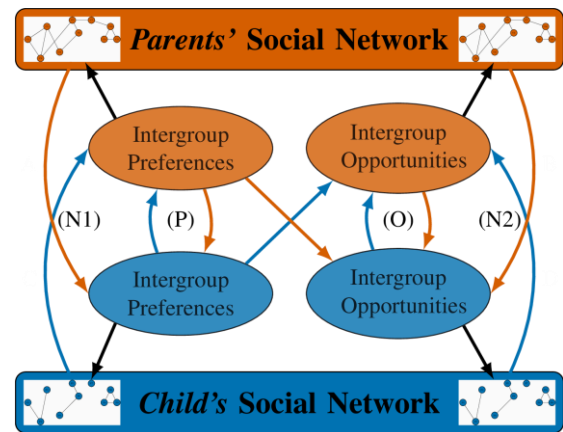 Parents' Social Network
Intergroup
Preferences
Intergroup
Opportunities
(N1)
(P)
(O)
(N2)
Intergroup
Preferences
Intergroup
Opportunities
Child's Social Network